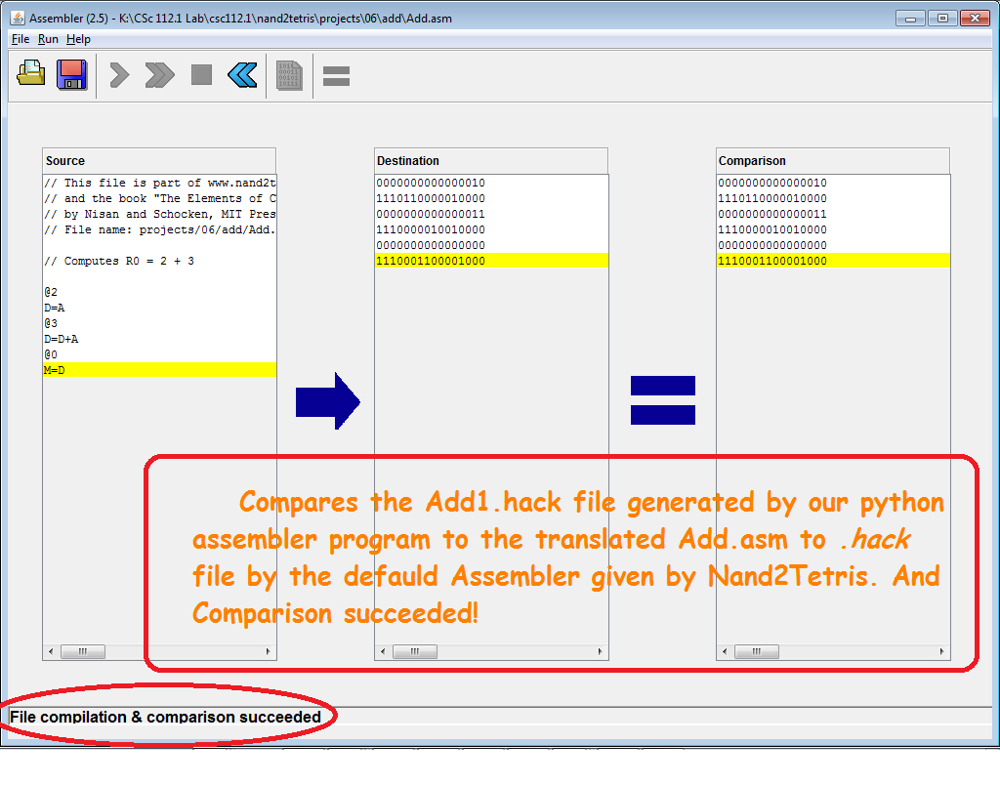 Assembler (2.5) - K:\CSc 112.1 Lab\csc112.1\nand2tetris\projects\06\add\Add.asm
File Run Help
Source
// This file is part of www.nand2t
// and the book "The Elements of C
// by Nisan and Schocken, MIT Pres
// File name: projects/06/add/Add.
// Computes R0 = 2 + 3
@2
D=A
@3
D=D+A
@0
M=D
Destination
0000000000000010
1110110000010000
0000000000000011
1110000010010000
0000000000000000
1110001100001000
Comparison
0000000000000010
1110110000010000
0000000000000011
1110000010010000
0000000000000000
1110001100001000
Compares the Add1.hack file generated by our python
assembler program to the translated Add.asm to .hack
file by the defauld Assembler given by Nand2Tetris. And
Comparison succeeded!
File compilation & comparison succeeded